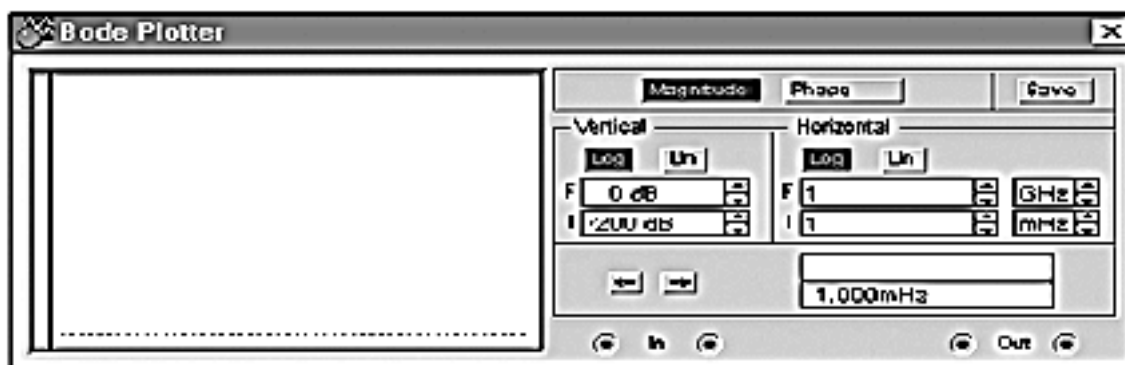 Bode Plotter
Magnitude Phase Save
Vertical Horizontal
Log Lin Log Lin
F 0 dB F 1 GHz
I -200 dB I 1 mHz
1.000mHz
In Out